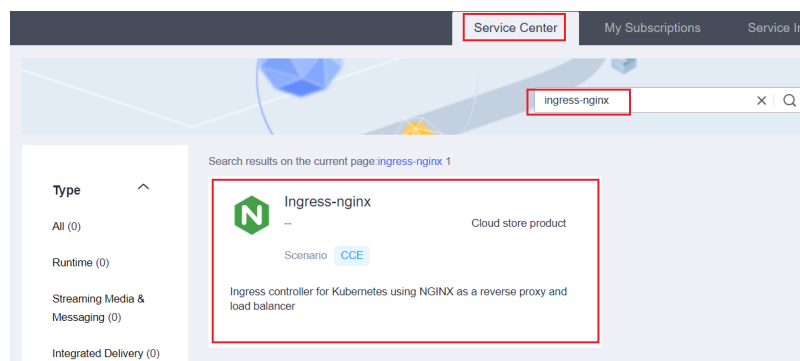 Service Center
My Subscriptions
Service In
ingress-nginx
Search results on the current page:ingress-nginx 1
Type
All (0)
Runtime (0)
Streaming Media &
Messaging (0)
Integrated Delivery (0)
N
Ingress-nginx
--
Cloud store product
Scenario CCE
Ingress controller for Kubernetes using NGINX as a reverse proxy and
load balancer